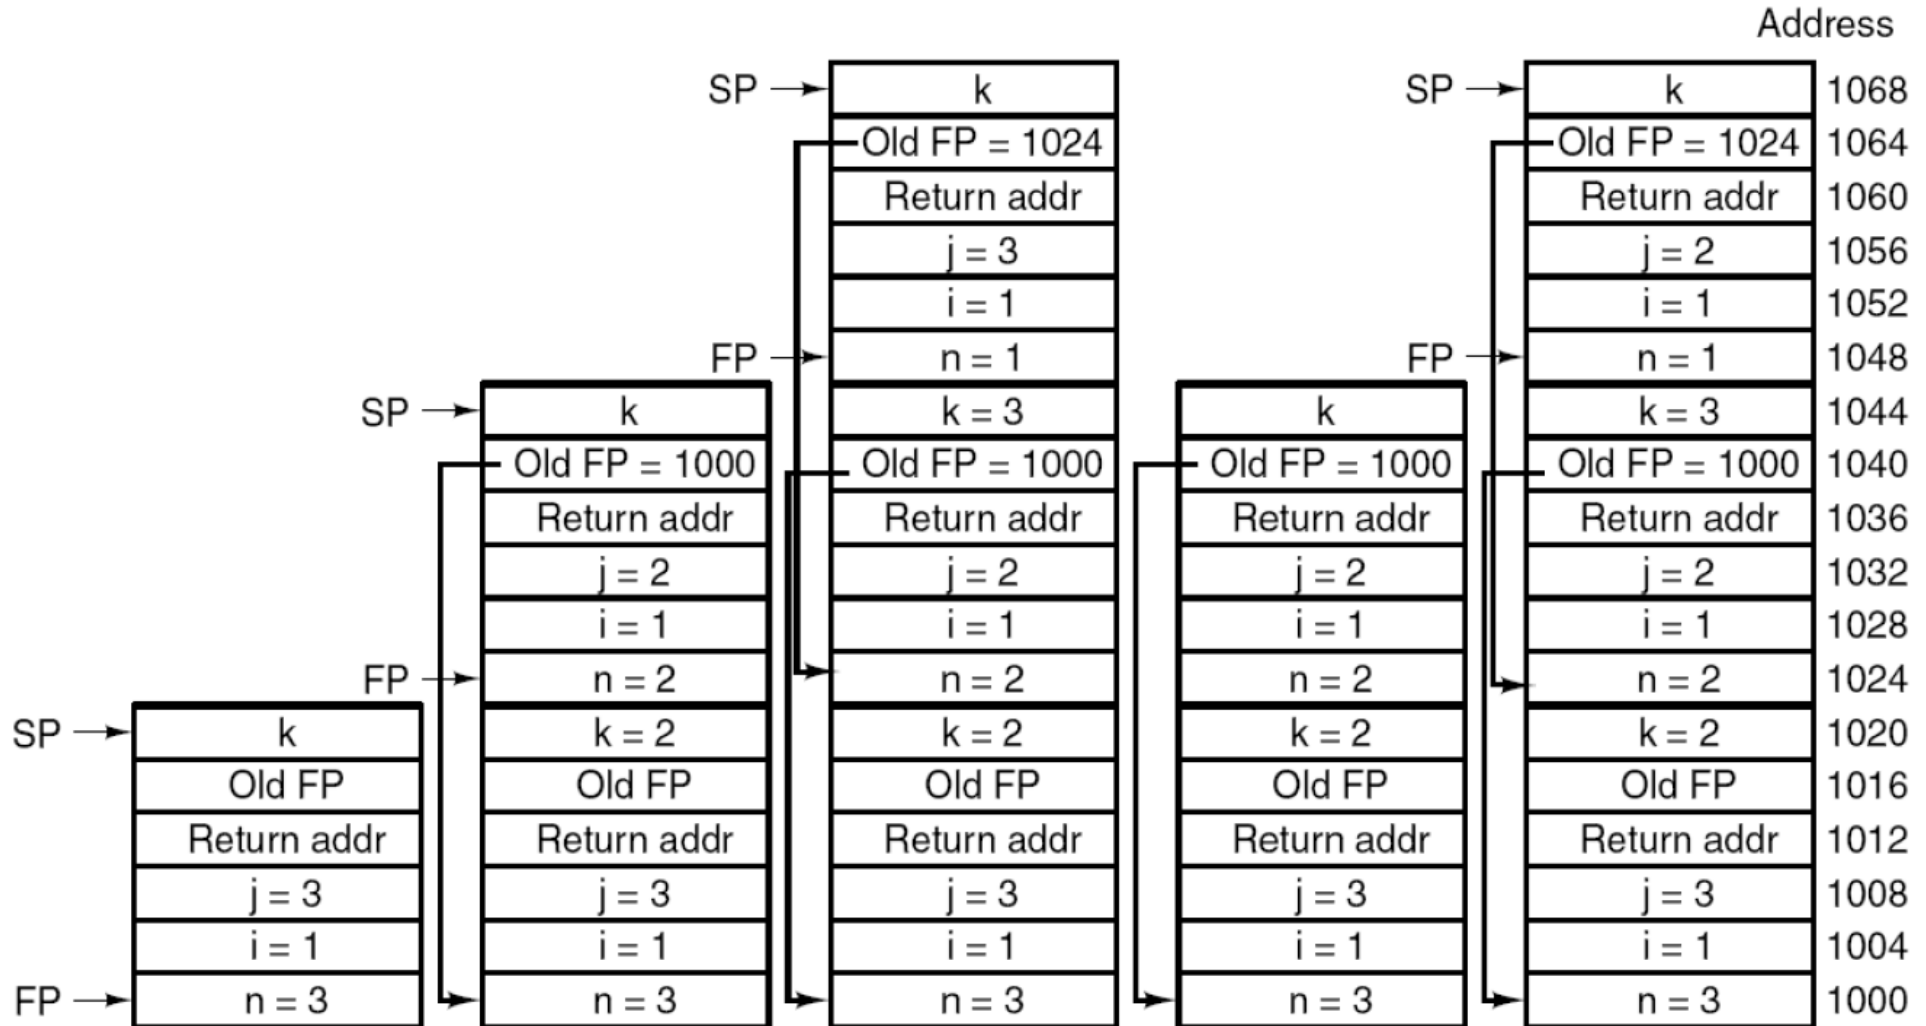 Address
SP k SP k 1068
Old FP = 1024 Old FP = 1024 1064
Return addr Return addr 1060
j = 3 j = 2 1056
i = 1 i = 1 1052
FP n = 1 FP n = 1 1048
SP k k = 3 k k = 3 1044
Old FP = 1000 Old FP = 1000 Old FP = 1000 Old FP = 1000 1040
Return addr Return addr Return addr Return addr 1036
j = 2 j = 2 j = 2 j = 2 1032
i = 1 i = 1 i = 1 i = 1 1028
FP n = 2 n = 2 n = 2 n = 2 1024
SP k k = 2 k = 2 k = 2 k = 2 1020
Old FP Old FP Old FP Old FP Old FP 1016
Return addr Return addr Return addr Return addr Return addr 1012
j = 3 j = 3 j = 3 j = 3 j = 3 1008
i = 1 i = 1 i = 1 i = 1 i = 1 1004
FP n = 3 n = 3 n = 3 n = 3 n = 3 1000